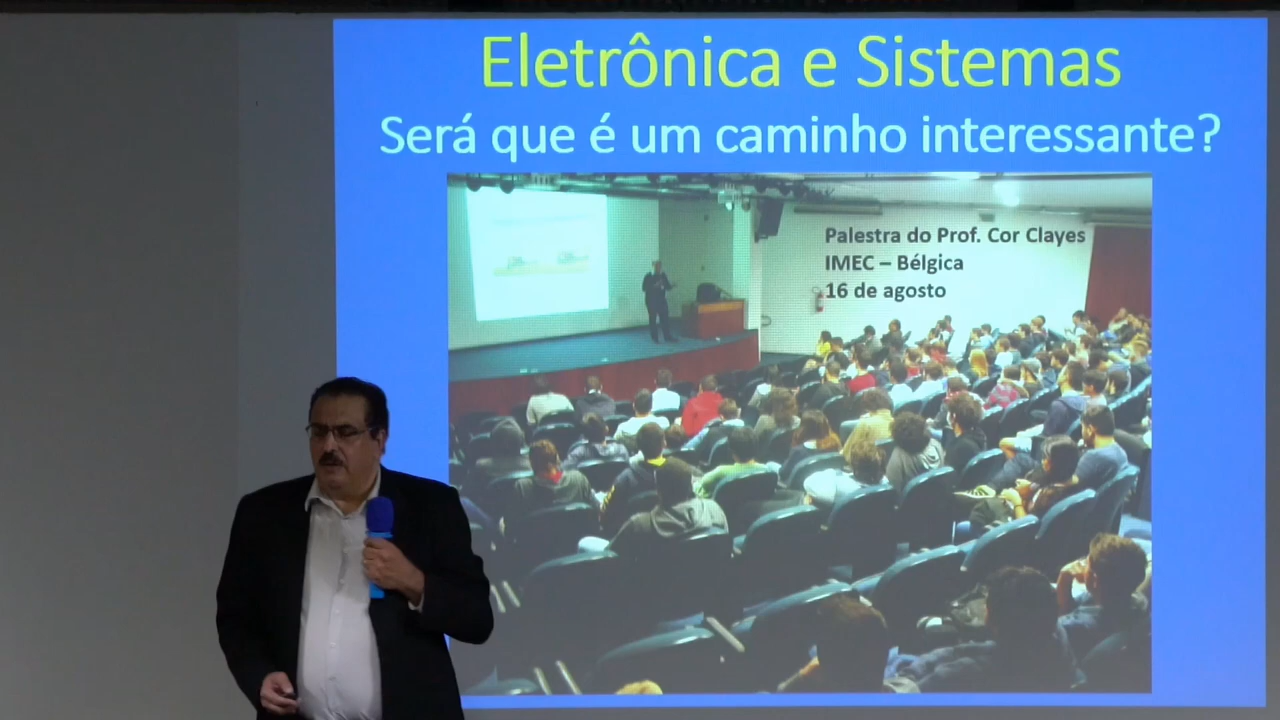 Eletrônica e Sistemas
Será que é um caminho interessante?
Palestra do Prof. Cor Clayes
IMEC – Bélgica
16 de agosto